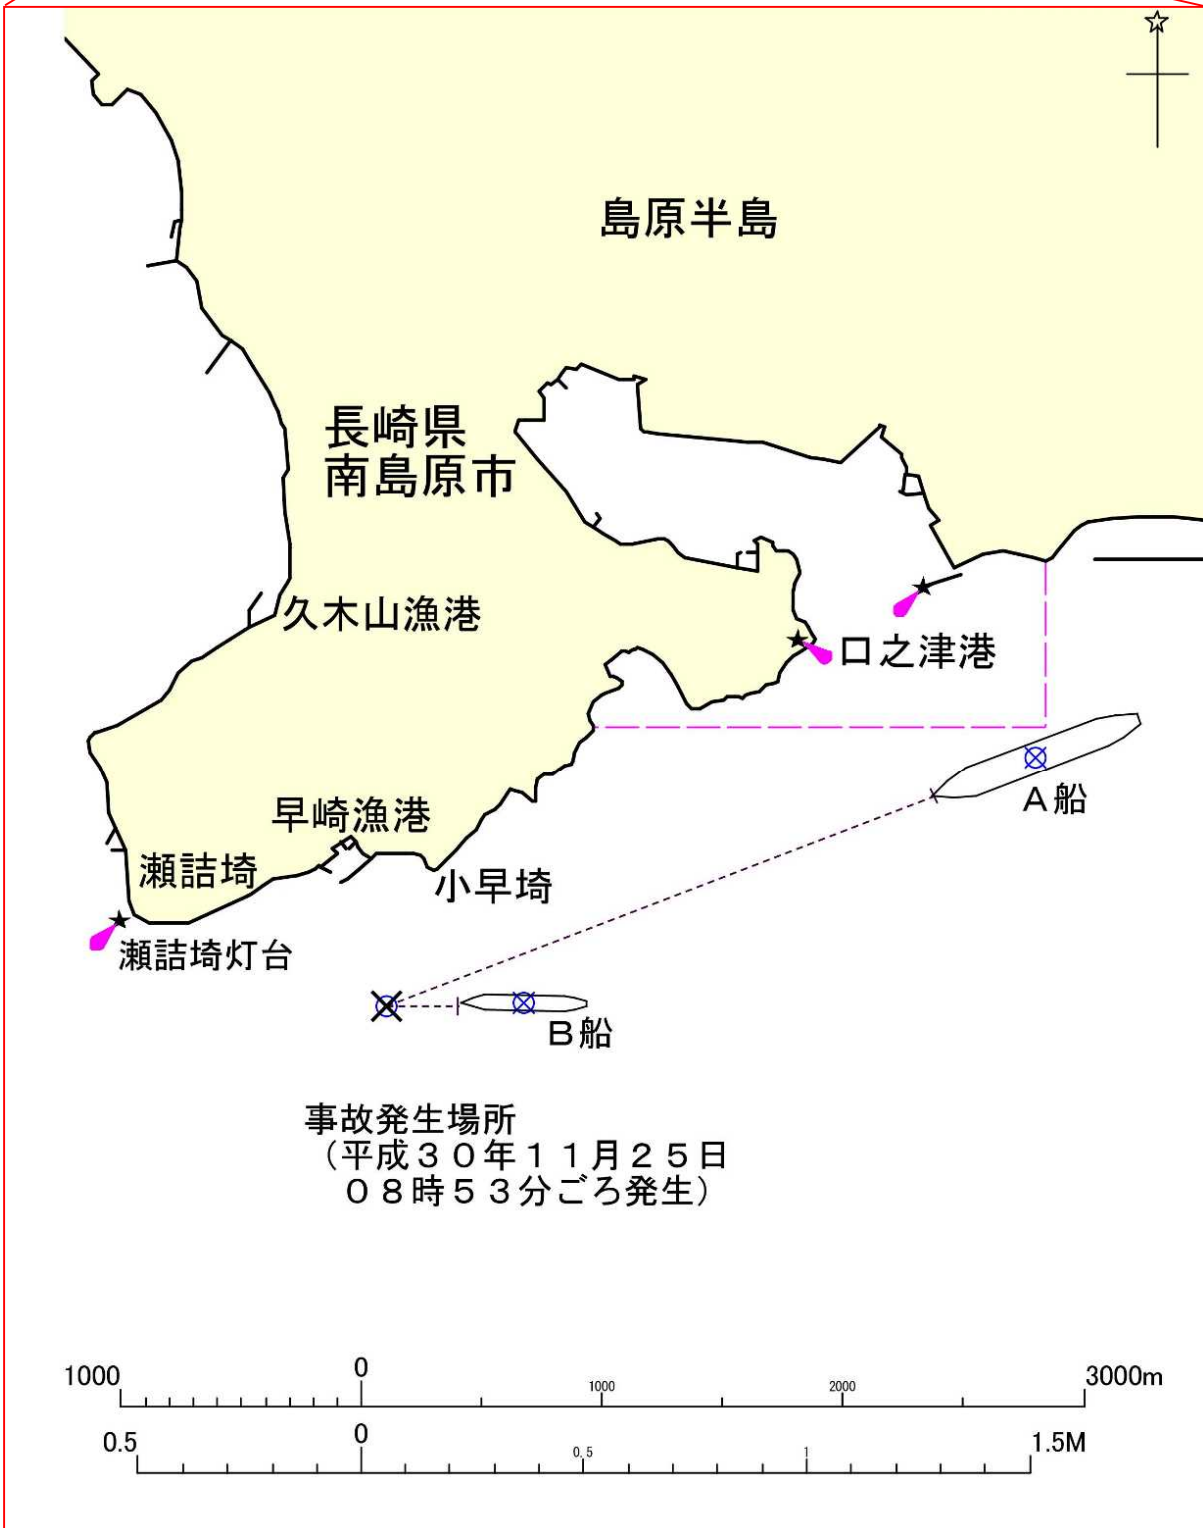 島原半島
長崎県
南島原市
久木山漁港
口之津港
A船
早崎漁港
瀬詰埼
小早埼
瀬詰埼灯台
B船
事故発生場所
（平成３０年１１月２５日
０８時５３分ごろ発生）
1000 0 1000 2000 3000m
0.5 0 0.5 1 1.5M